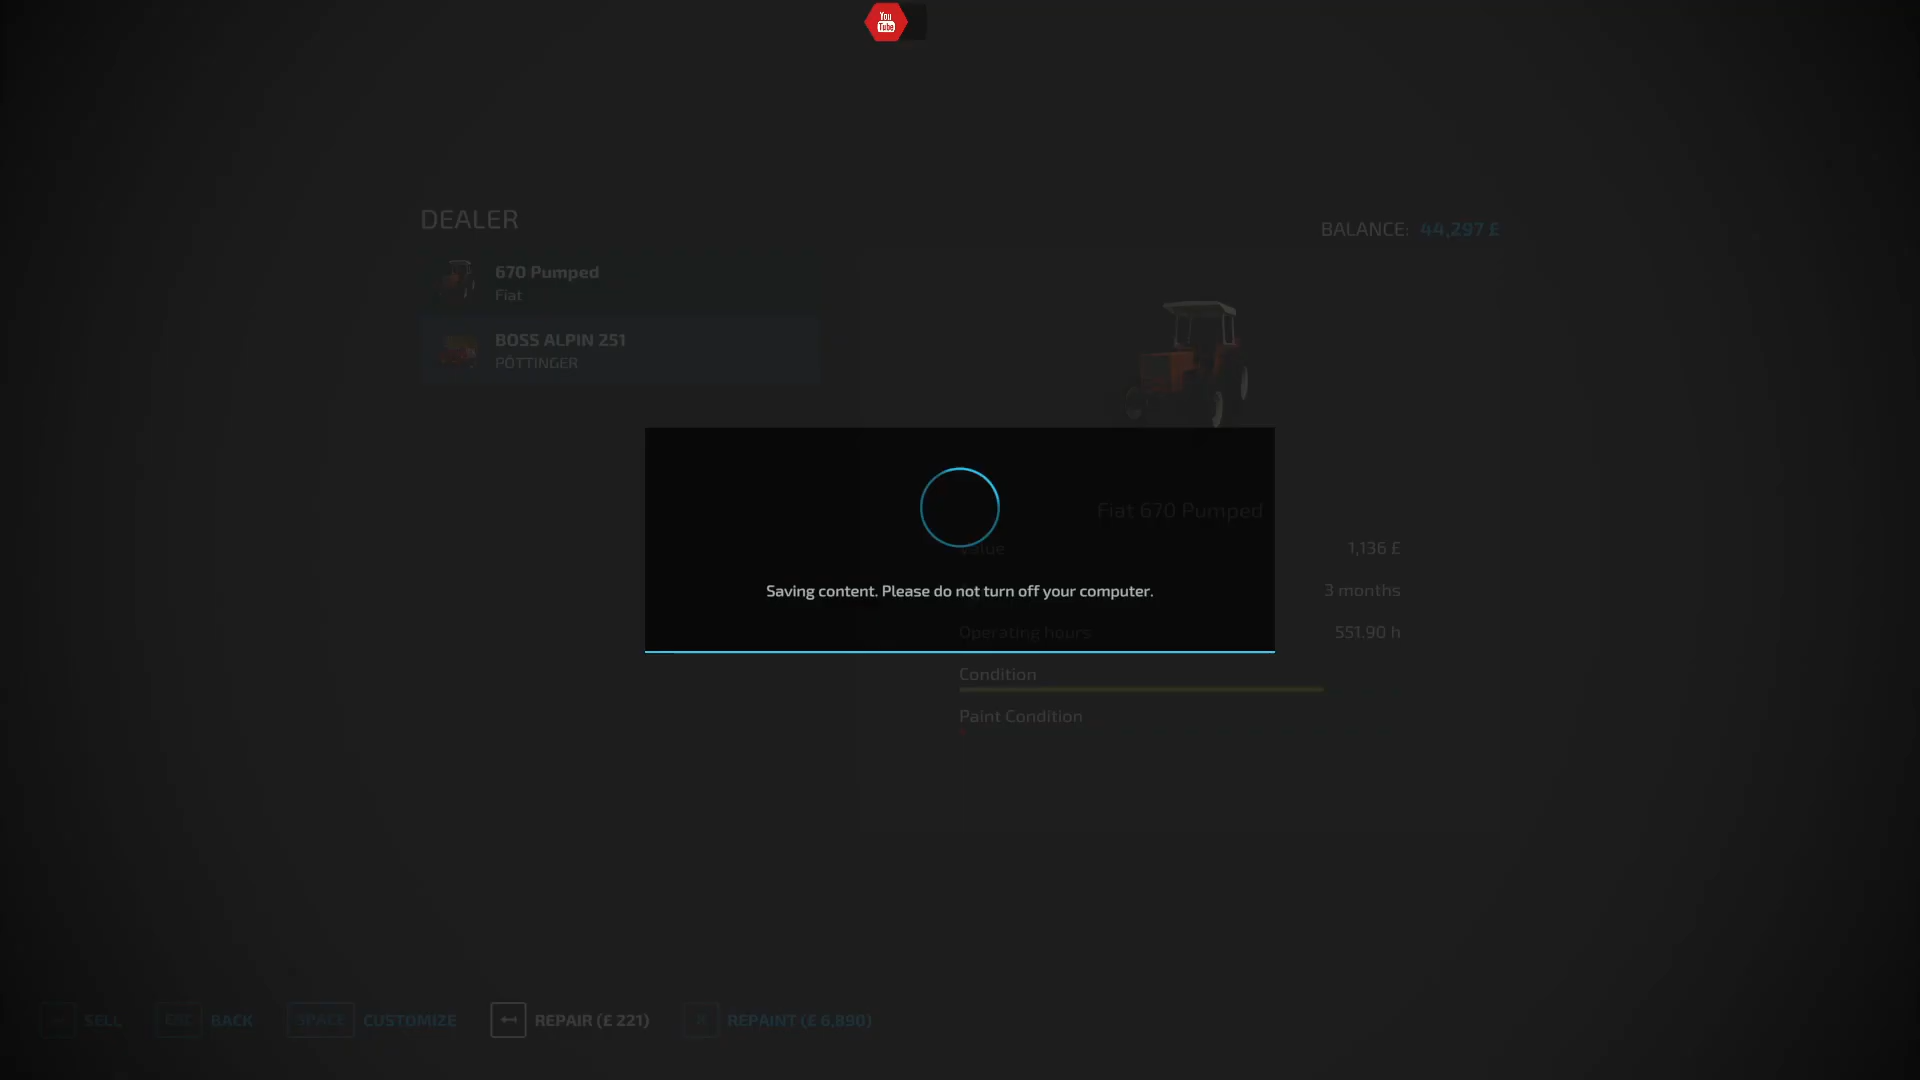 You
Tube
DEALER
BALANCE: 44,297 £
670 Pumped
Fiat
BOSS ALPIN 251
PÖTTINGER
Fiat 670 Pumped
Value 1,136 £
Saving content. Please do not turn off your computer.
3 months
Operating hours 551.90 h
Condition
Paint Condition
SELL ESC BACK SPACE CUSTOMIZE REPAIR (£ 221) X REPAINT (£ 6,890)